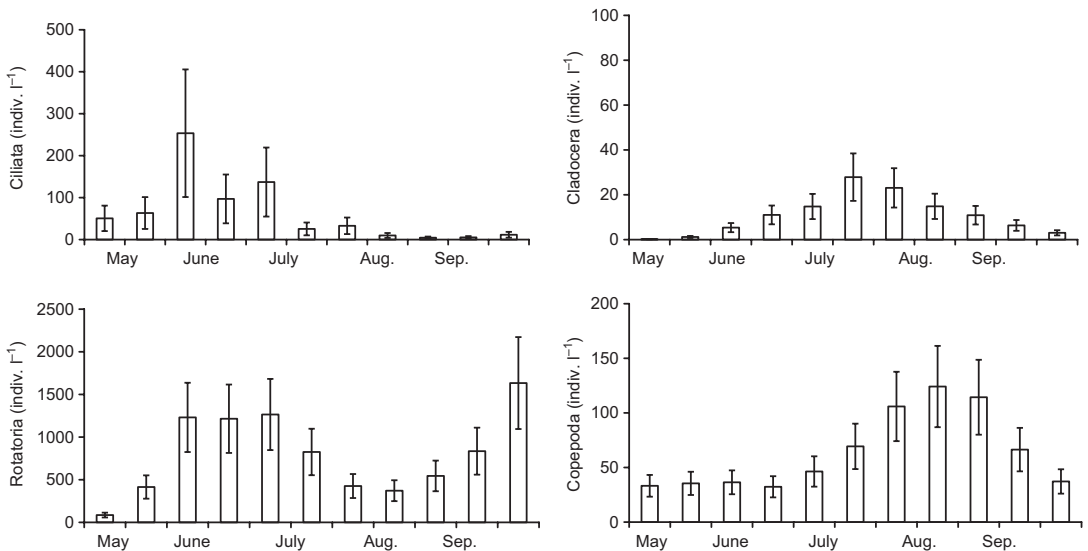 Ciliata (indiv. l⁻¹)
500
400
300
200
100
0
May June July Aug. Sep.
Cladocera (indiv. l⁻¹)
100
80
60
40
20
0
May June July Aug. Sep.
Rotatoria (indiv. l⁻¹)
2500
2000
1500
1000
500
0
May June July Aug. Sep.
Copepoda (indiv. l⁻¹)
200
150
100
50
0
May June July Aug. Sep.